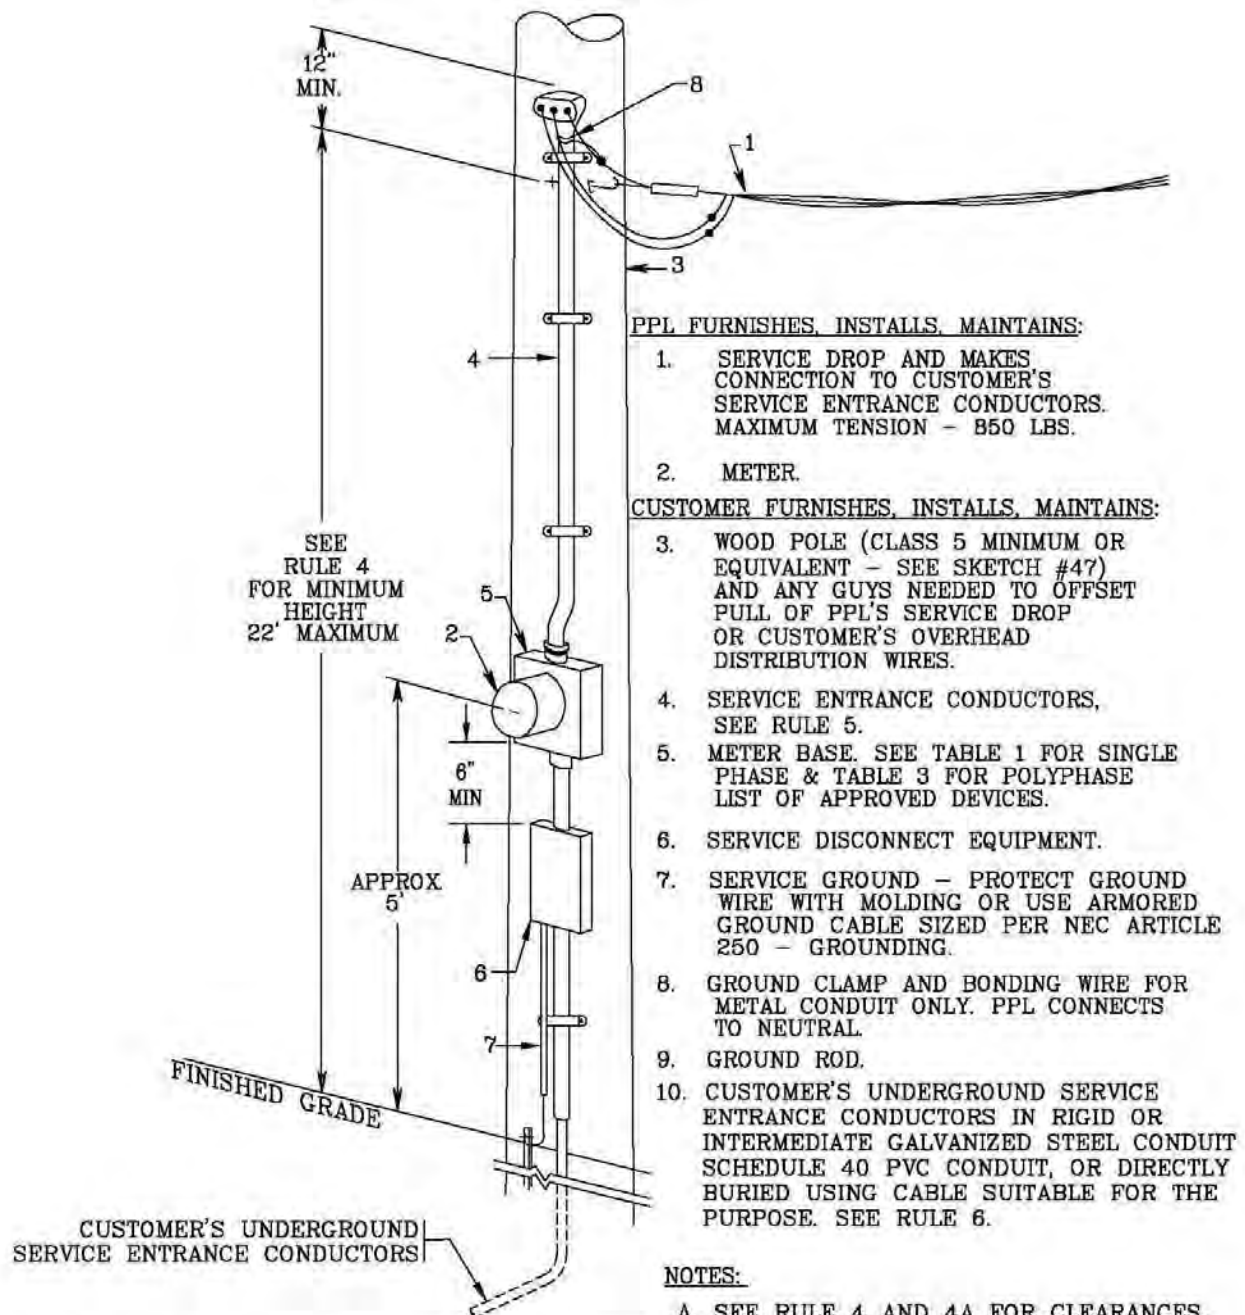 12"
MIN.
8
1
3
4
SEE
RULE 4
FOR MINIMUM
HEIGHT
22' MAXIMUM
5
2
6"
MIN
APPROX.
5'
6
7
FINISHED GRADE
CUSTOMER'S UNDERGROUND
SERVICE ENTRANCE CONDUCTORS
PPL FURNISHES, INSTALLS, MAINTAINS:
1. SERVICE DROP AND MAKES
CONNECTION TO CUSTOMER'S
SERVICE ENTRANCE CONDUCTORS.
MAXIMUM TENSION - 850 LBS.
2. METER.
CUSTOMER FURNISHES, INSTALLS, MAINTAINS:
3. WOOD POLE (CLASS 5 MINIMUM OR
EQUIVALENT - SEE SKETCH #47)
AND ANY GUYS NEEDED TO OFFSET
PULL OF PPL'S SERVICE DROP
OR CUSTOMER'S OVERHEAD
DISTRIBUTION WIRES.
4. SERVICE ENTRANCE CONDUCTORS,
SEE RULE 5.
5. METER BASE. SEE TABLE 1 FOR SINGLE
PHASE & TABLE 3 FOR POLYPHASE
LIST OF APPROVED DEVICES.
6. SERVICE DISCONNECT EQUIPMENT.
7. SERVICE GROUND - PROTECT GROUND
WIRE WITH MOLDING OR USE ARMORED
GROUND CABLE SIZED PER NEC ARTICLE
250 - GROUNDING.
8. GROUND CLAMP AND BONDING WIRE FOR
METAL CONDUIT ONLY. PPL CONNECTS
TO NEUTRAL.
9. GROUND ROD.
10. CUSTOMER'S UNDERGROUND SERVICE
ENTRANCE CONDUCTORS IN RIGID OR
INTERMEDIATE GALVANIZED STEEL CONDUIT
SCHEDULE 40 PVC CONDUIT, OR DIRECTLY
BURIED USING CABLE SUITABLE FOR THE
PURPOSE. SEE RULE 6.
NOTES:
A. SEE RULE 4 AND 4A FOR CLEARANCES